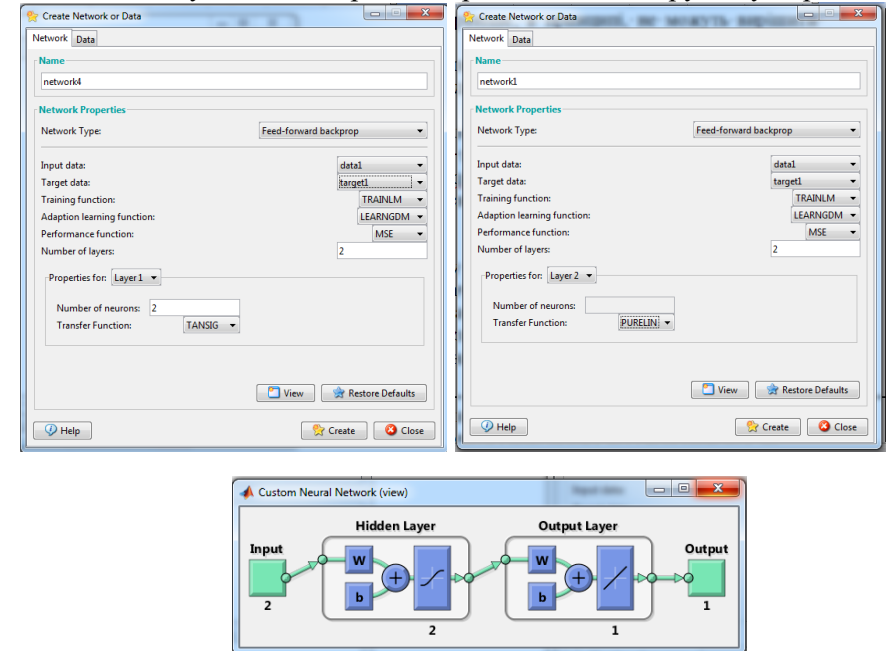 Create Network or Data
Network Data
Name
network4
Network Properties
Network Type: Feed-forward backprop
Input data: data1
Target data: target1
Training function: TRAINLM
Adaption learning function: LEARNGDM
Performance function: MSE
Number of layers: 2
Properties for: Layer 1
Number of neurons: 2
Transfer Function: TANSIG
View Restore Defaults
Help Create Close
Create Network or Data
Network Data
Name
network1
Network Properties
Network Type: Feed-forward backprop
Input data: data1
Target data: target1
Training function: TRAINLM
Adaption learning function: LEARNGDM
Performance function: MSE
Number of layers: 2
Properties for: Layer 2
Number of neurons:
Transfer Function: PURELIN
View Restore Defaults
Help Create Close
Custom Neural Network (view)
Hidden Layer Output Layer
Input Output
W W
b b
2 1
2 1